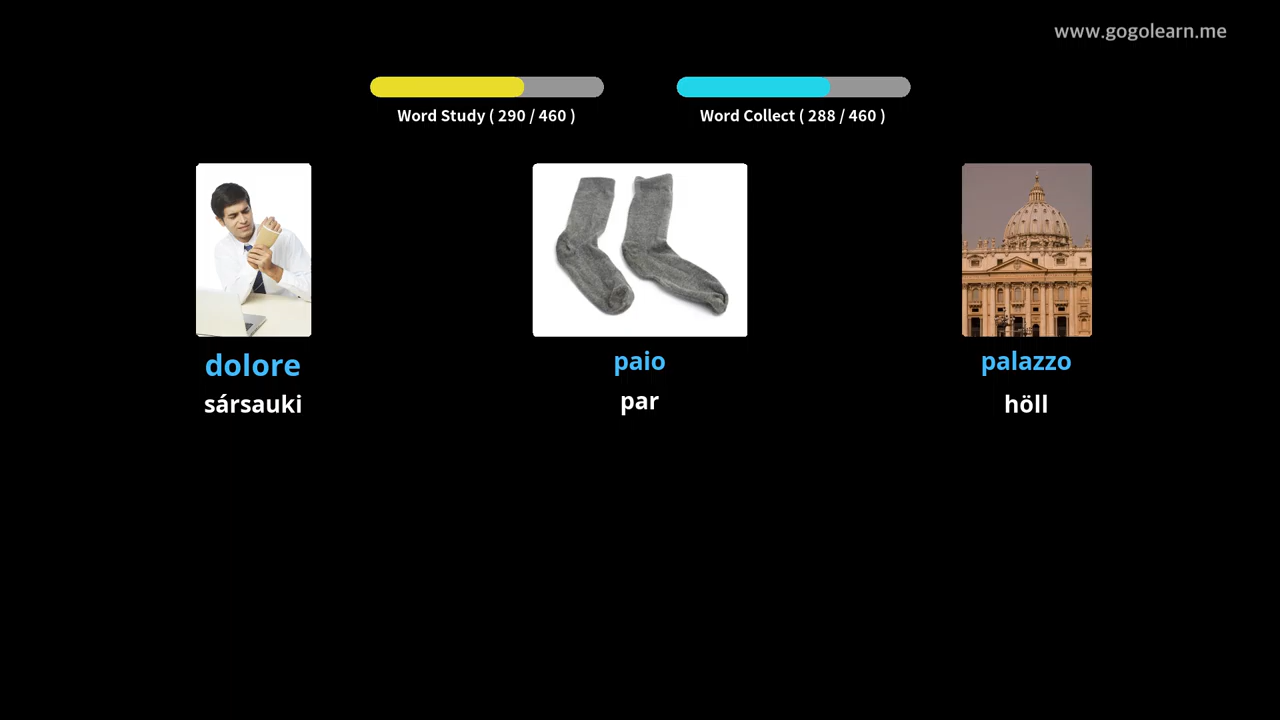 www.gogolearn.me
Word Study ( 290 / 460 )
Word Collect ( 288 / 460 )
dolore
sársauki
paio
par
palazzo
höll